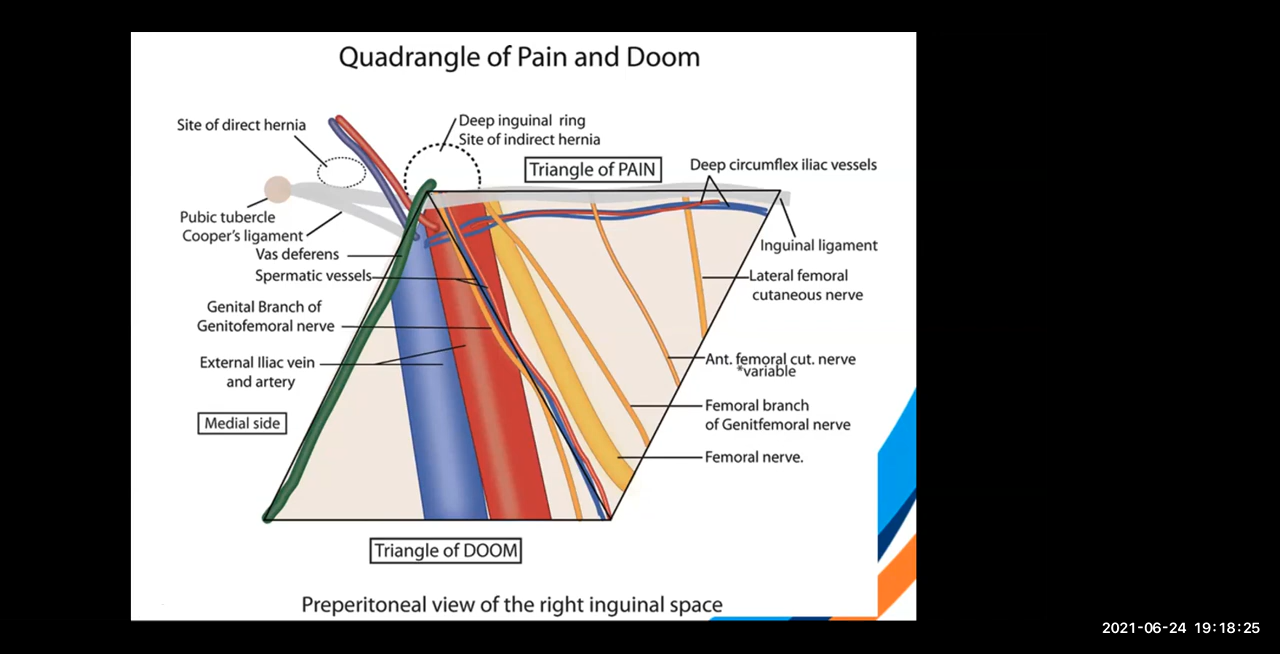 Quadrangle of Pain and Doom
Site of direct hernia
Deep inguinal ring
Site of indirect hernia
Triangle of PAIN
Deep circumflex iliac vessels
Pubic tubercle
Cooper's ligament
Vas deferens
Spermatic vessels
Genital Branch of
Genitofemoral nerve
External Iliac vein
and artery
Medial side
Inguinal ligament
Lateral femoral
cutaneous nerve
Ant. femoral cut. nerve
*variable
Femoral branch
of Genitfemoral nerve
Femoral nerve.
Triangle of DOOM
Preperitoneal view of the right inguinal space
2021-06-24 19:18:25